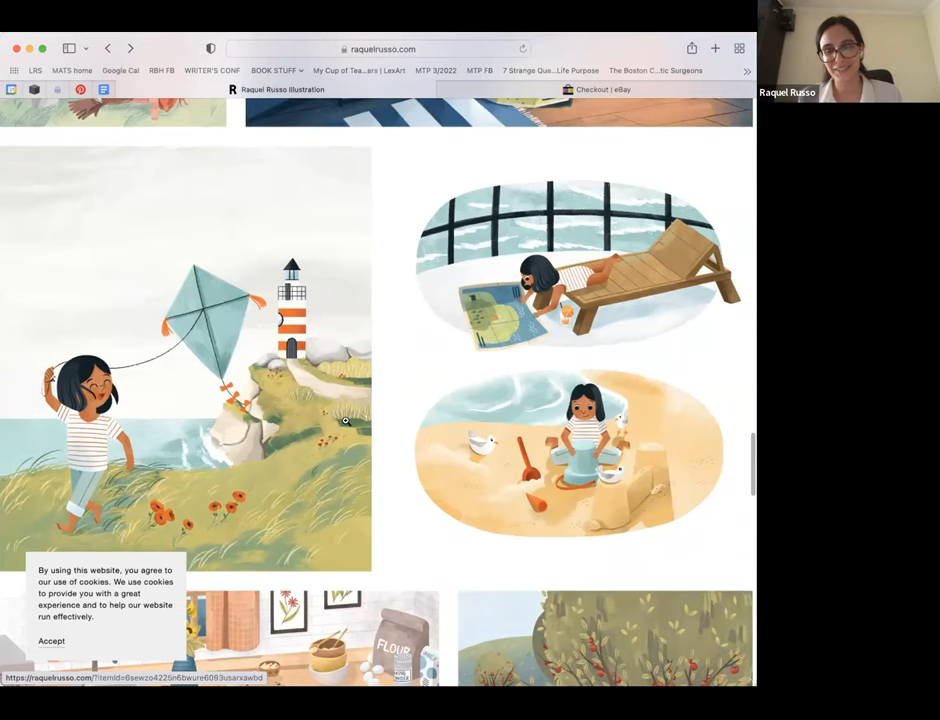 raquelrusso.com
LRS MATS home Google Cal RBH FB WRITER'S CONF BOOK STUFF My Cup of Tea...ers | LexArt MTP 3/2022 MTP FB 7 Strange Que...Life Purpose The Boston C...tic Surgeons
R Raquel Russo Illustration Checkout | eBay
Raquel Russo
By using this website, you agree to
our use of cookies. We use cookies
to provide you with a great
experience and to help our website
run effectively.
Accept
FLOUR
https://raquelrusso.com/?itemId=6sewzo4225n6bwure6093usarxawbd